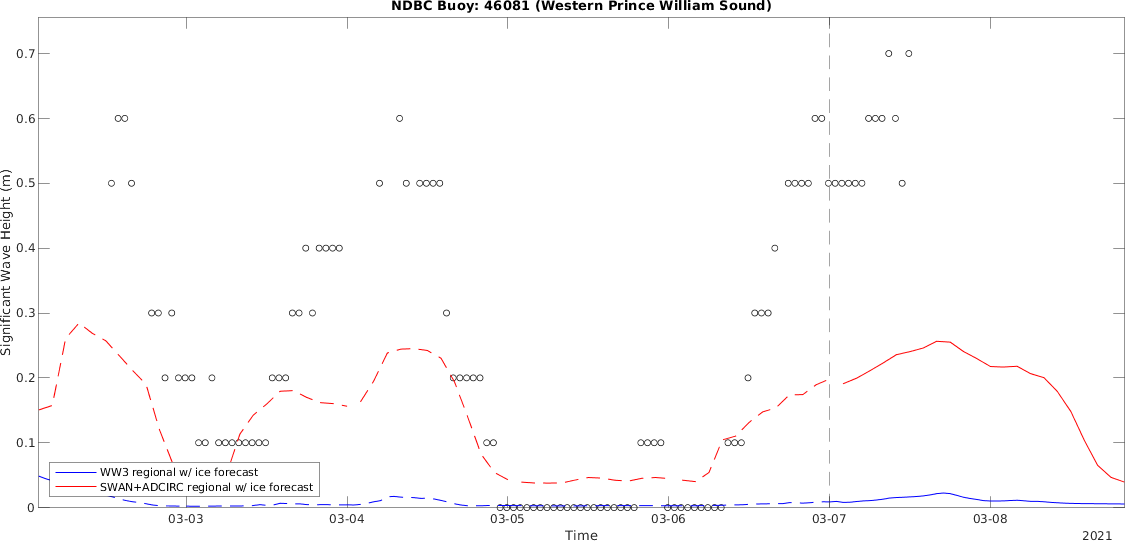 NDBC Buoy: 46081 (Western Prince William Sound)
Significant Wave Height (m)
0.7
0.6
0.5
0.4
0.3
0.2
0.1
0
WW3 regional w/ ice forecast
SWAN+ADCIRC regional w/ ice forecast
03-03 03-04 03-05 03-06 03-07 03-08
Time
2021